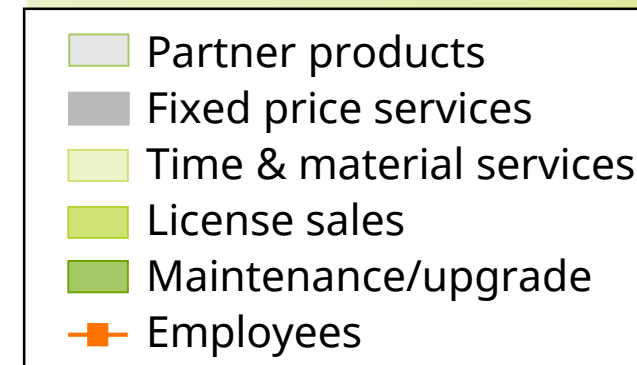 Partner products
Fixed price services
Time & material services
License sales
Maintenance/upgrade
Employees